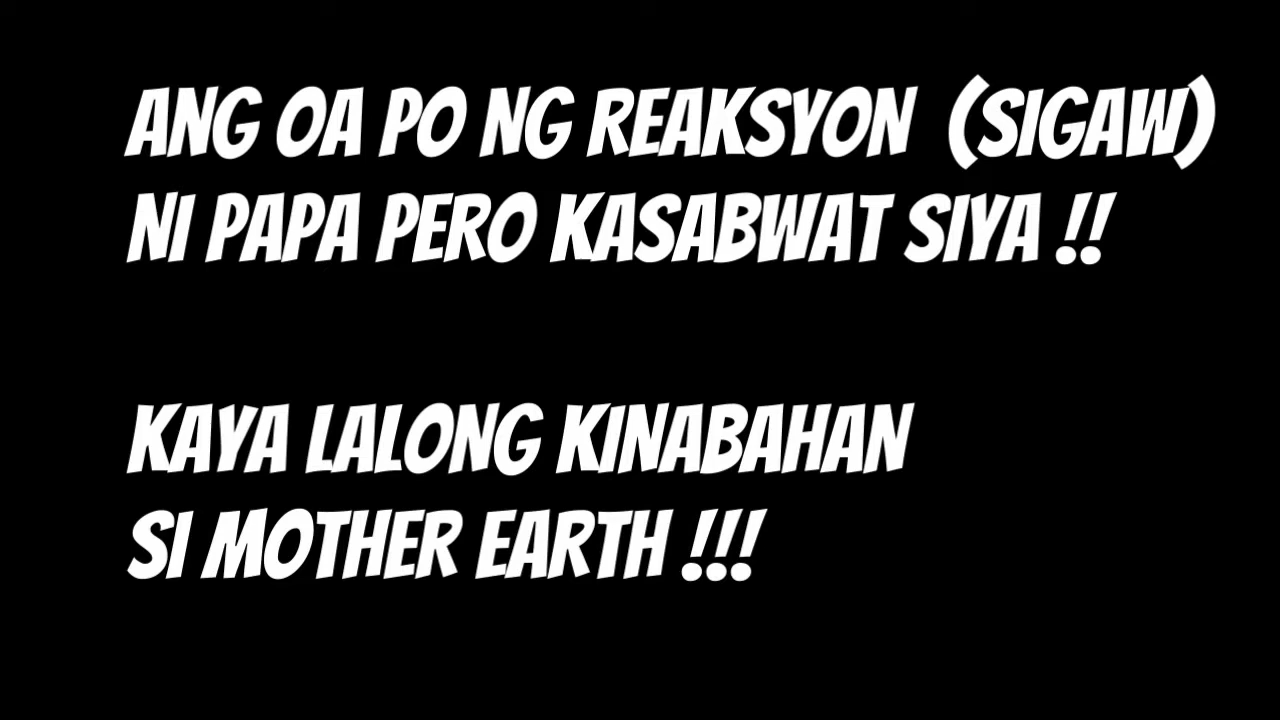 ANG OA PO NG REAKSYON (SIGAW)
NI PAPA PERO KASABWAT SIYA !!
KAYA LALONG KINABAHAN
SI MOTHER EARTH !!!